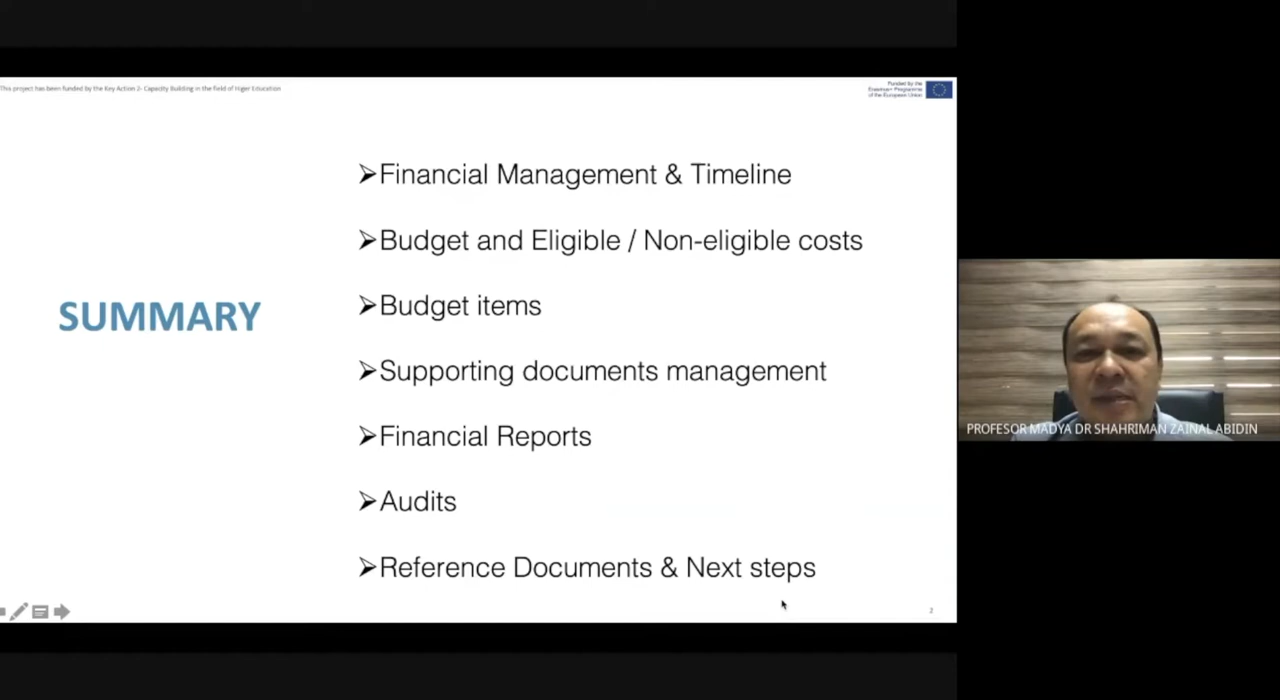 This project has been funded by the Key Action 2- Capacity Building in the field of Higer Education
Funded by the
Erasmus+ Programme
of the European Union
SUMMARY
➢Financial Management & Timeline
➢Budget and Eligible / Non-eligible costs
➢Budget items
➢Supporting documents management
➢Financial Reports
➢Audits
➢Reference Documents & Next steps
2
PROFESOR MADYA DR SHAHRIMAN ZAINAL ABIDIN